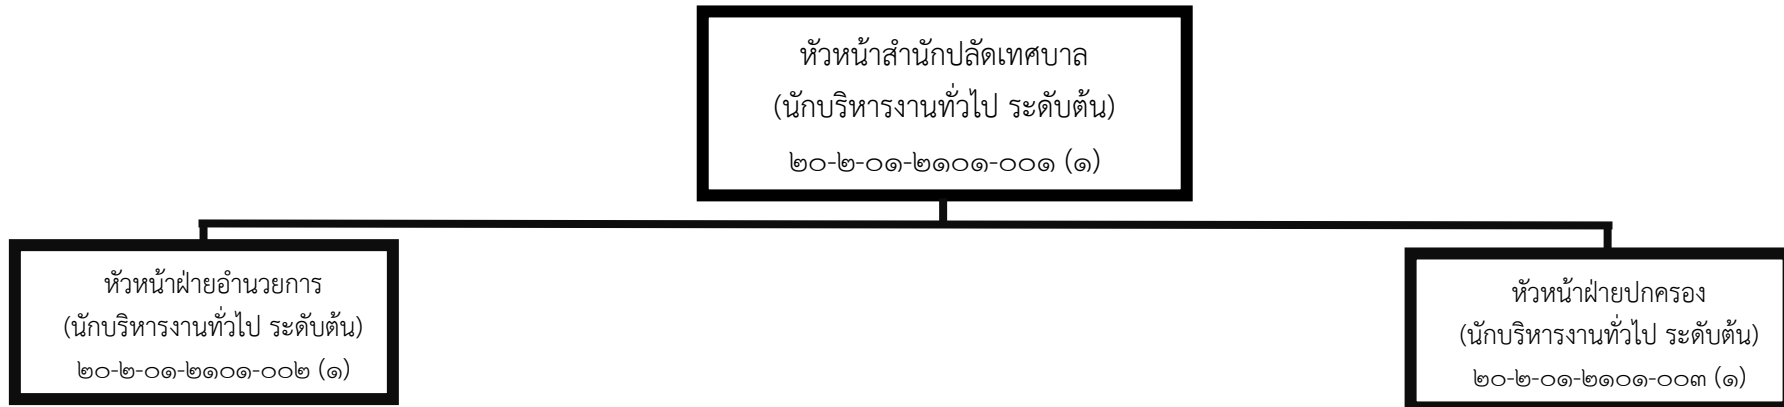 หัวหน้าสำนักปลัดเทศบาล
(นักบริหารงานทั่วไป ระดับต้น)
๒๐-๒-๐๑-๒๑๐๑-๐๐๑ (๑)
หัวหน้าฝ่ายอำนวยการ
(นักบริหารงานทั่วไป ระดับต้น)
๒๐-๒-๐๑-๒๑๐๑-๐๐๒ (๑)
หัวหน้าฝ่ายปกครอง
(นักบริหารงานทั่วไป ระดับต้น)
๒๐-๒-๐๑-๒๑๐๑-๐๐๓ (๑)